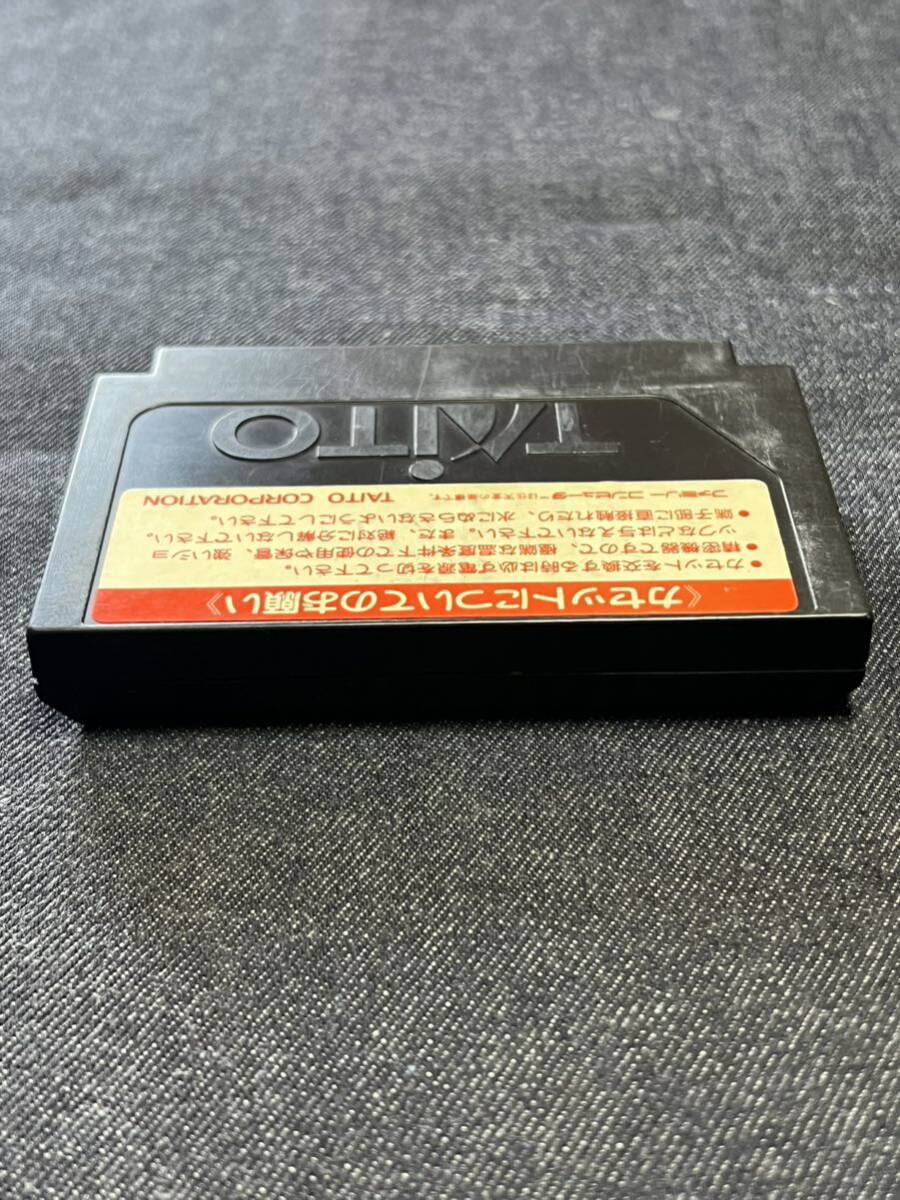 《カセットについてのお願い》
●カセットを交換する時は必ず電源を切って下さい。
●精密機器ですので、極端な温度条件下での使用や保管、強いショ
ックなどは与えないで下さい。また、絶対に分解しないで下さい。
●端子部に直接触れたり、水にぬらさないようにして下さい。
ファミリーコンピュータ™は任天堂の商標です。 TAITO CORPORATION
TAITO